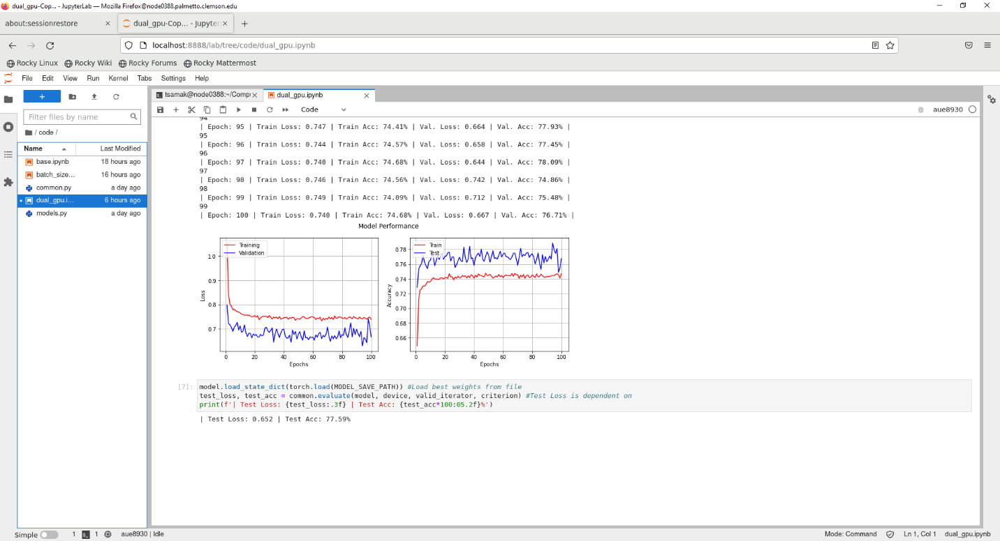 dual_gpu-Cop... - JupyterLab — Mozilla Firefox@node0388.palmetto.clemson.edu
about:sessionrestore
dual_gpu-Cop... - Jupyter
localhost:8888/lab/tree/code/dual_gpu.ipynb
Rocky Linux Rocky Wiki Rocky Forums Rocky Mattermost
File Edit View Run Kernel Tabs Settings Help
Filter files by name
/ code /
Name Last Modified
base.ipynb 18 hours ago
batch_size... 16 hours ago
common.py a day ago
dual_gpu.i... 6 hours ago
models.py a day ago
tsamak@node0388:~/Compu
dual_gpu.ipynb
Code
aue8930
94
| Epoch: 95 | Train Loss: 0.747 | Train Acc: 74.41% | Val. Loss: 0.664 | Val. Acc: 77.93% |
95
| Epoch: 96 | Train Loss: 0.744 | Train Acc: 74.57% | Val. Loss: 0.658 | Val. Acc: 77.45% |
96
| Epoch: 97 | Train Loss: 0.740 | Train Acc: 74.68% | Val. Loss: 0.644 | Val. Acc: 78.09% |
97
| Epoch: 98 | Train Loss: 0.746 | Train Acc: 74.56% | Val. Loss: 0.742 | Val. Acc: 74.86% |
98
| Epoch: 99 | Train Loss: 0.749 | Train Acc: 74.09% | Val. Loss: 0.712 | Val. Acc: 75.48% |
99
| Epoch: 100 | Train Loss: 0.740 | Train Acc: 74.68% | Val. Loss: 0.667 | Val. Acc: 76.71% |
Model Performance
Training
Validation
1.0
0.9
0.8
0.7
Loss
0 20 40 60 80 100
Epochs
Train
Test
0.78
0.76
0.74
0.72
0.70
0.68
0.66
Accuracy
0 20 40 60 80 100
Epochs
[7]:
model.load_state_dict(torch.load(MODEL_SAVE_PATH)) #Load best weights from file
test_loss, test_acc = common.evaluate(model, device, valid_iterator, criterion) #Test Loss is dependent on
print(f'| Test Loss: {test_loss:.3f} | Test Acc: {test_acc*100:05.2f}%')
| Test Loss: 0.652 | Test Acc: 77.59%
Simple 1 1 aue8930 | Idle
Mode: Command Ln 1, Col 1 dual_gpu.ipynb